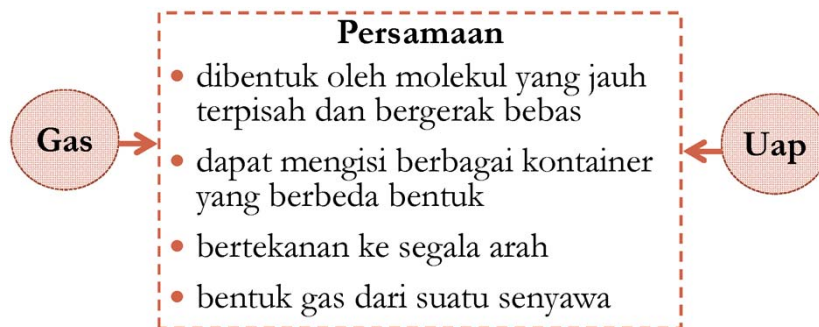 Persamaan
• dibentuk oleh molekul yang jauh
terpisah dan bergerak bebas
Gas
Uap
• dapat mengisi berbagai kontainer
yang berbeda bentuk
• bertekanan ke segala arah
• bentuk gas dari suatu senyawa